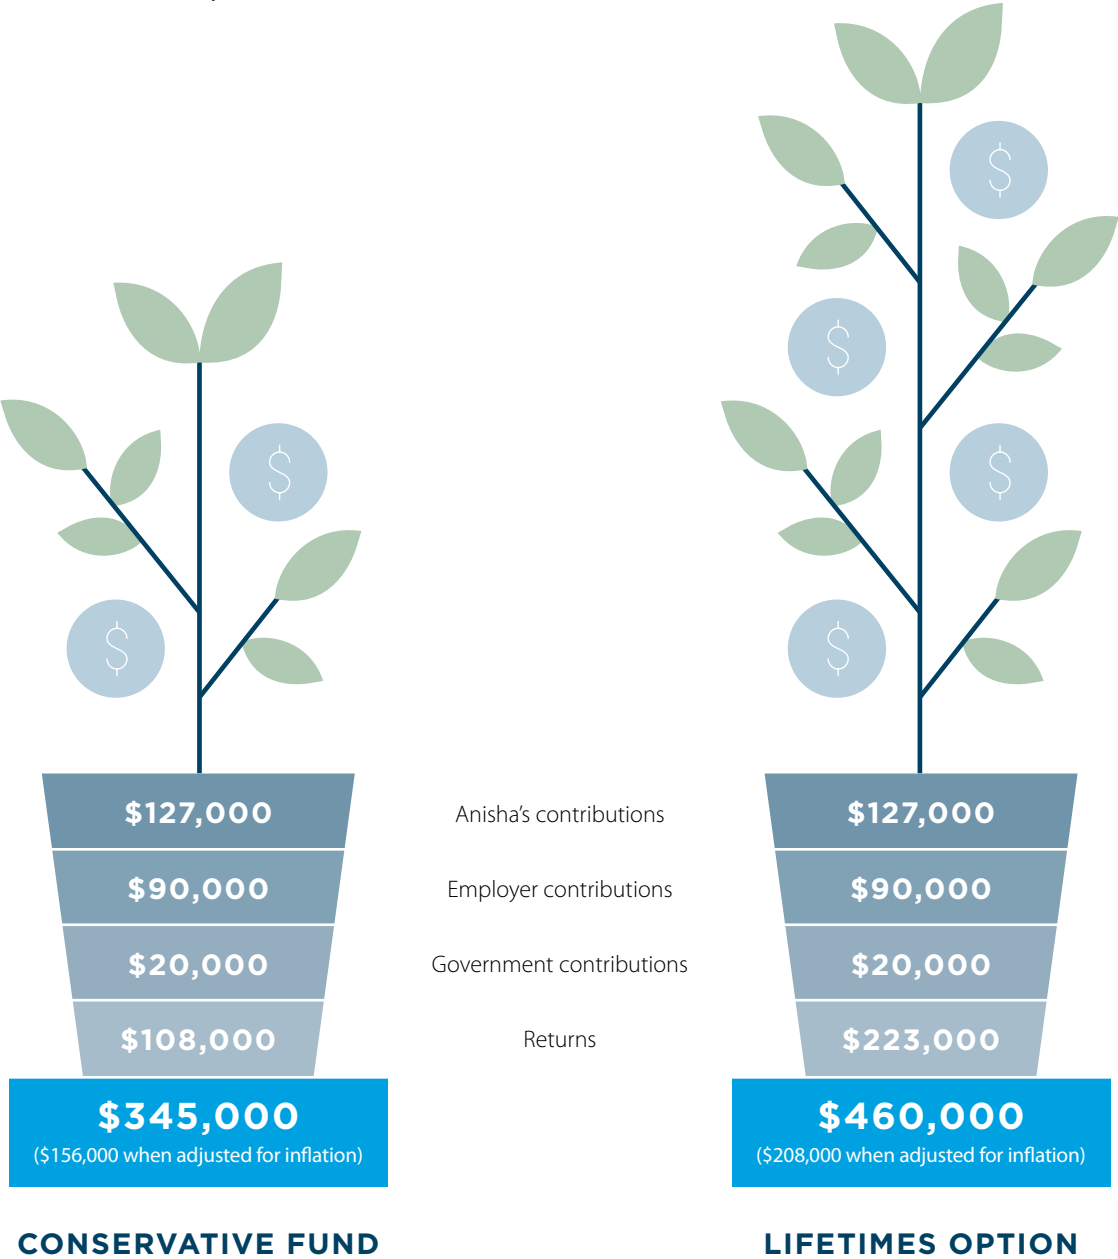 $
$
$
$
$
$
$127,000 Anisha's contributions $127,000
$90,000 Employer contributions $90,000
$20,000 Government contributions $20,000
$108,000 Returns $223,000
$345,000 $460,000
($156,000 when adjusted for inflation) ($208,000 when adjusted for inflation)
CONSERVATIVE FUND LIFETIMES OPTION